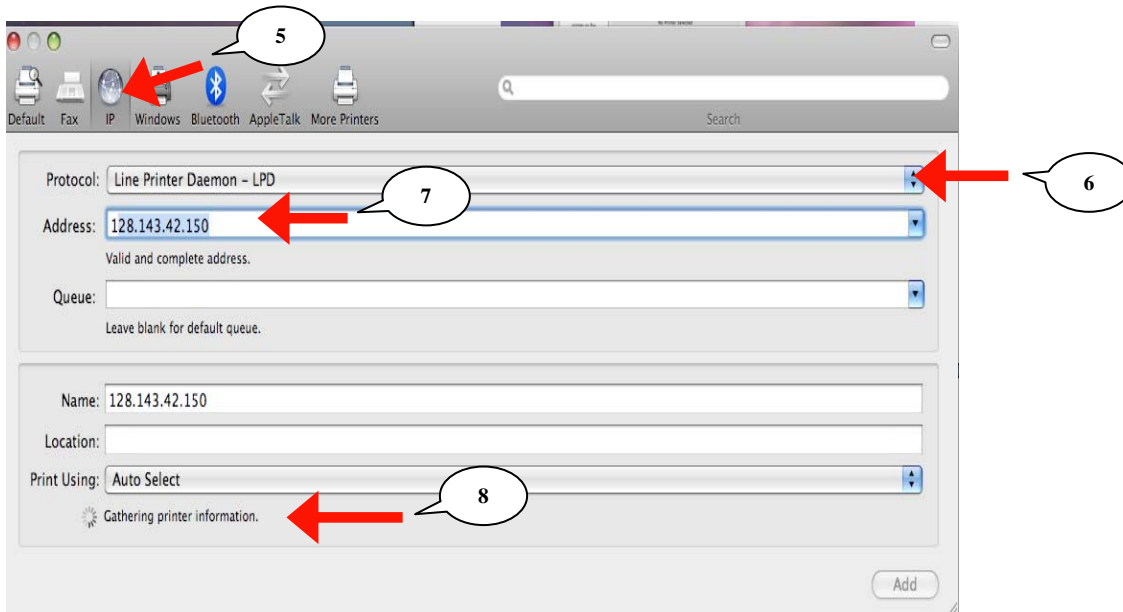 5
Default Fax IP Windows Bluetooth AppleTalk More Printers Search
Protocol: Line Printer Daemon – LPD
6
7
Address: 128.143.42.150
Valid and complete address.
Queue:
Leave blank for default queue.
Name: 128.143.42.150
Location:
Print Using: Auto Select
8
Gathering printer information.
Add